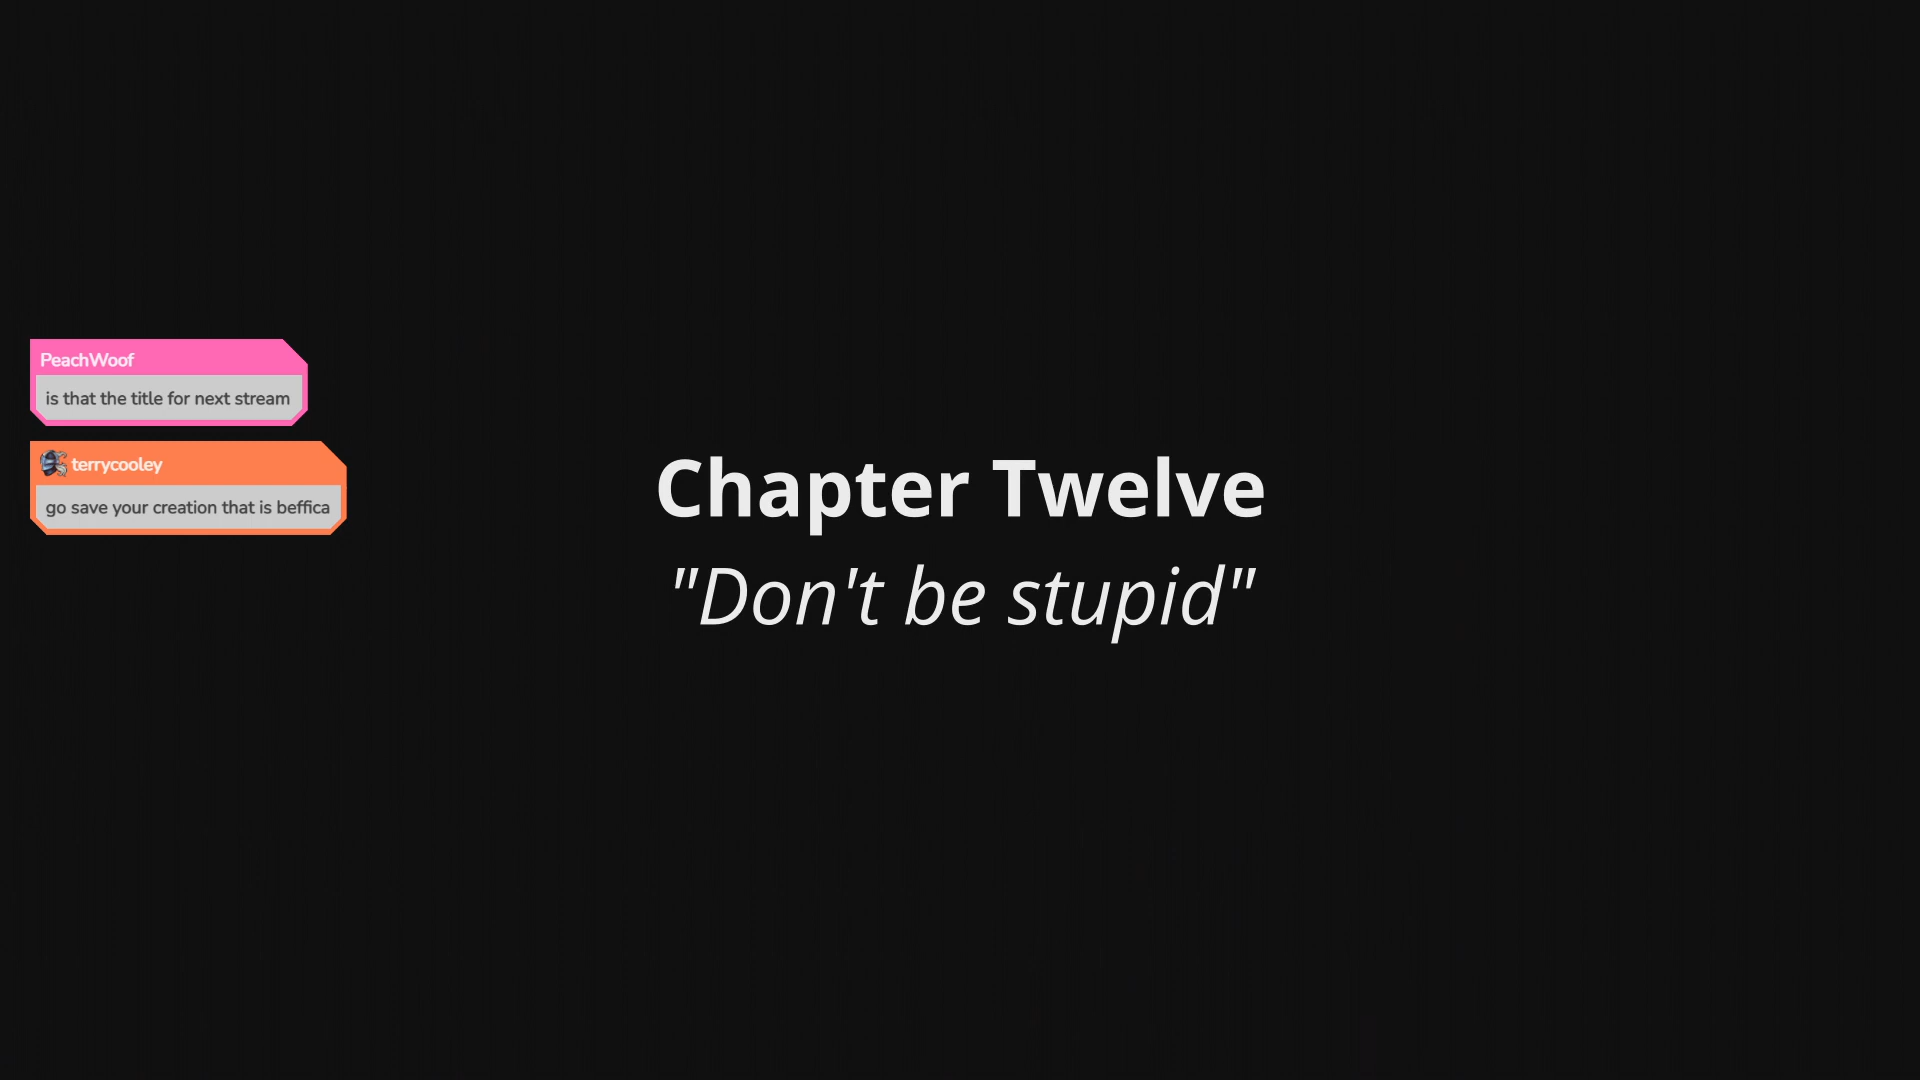 PeachWoof
is that the title for next stream
terrycooley
go save your creation that is beffica
Chapter Twelve
"Don't be stupid"